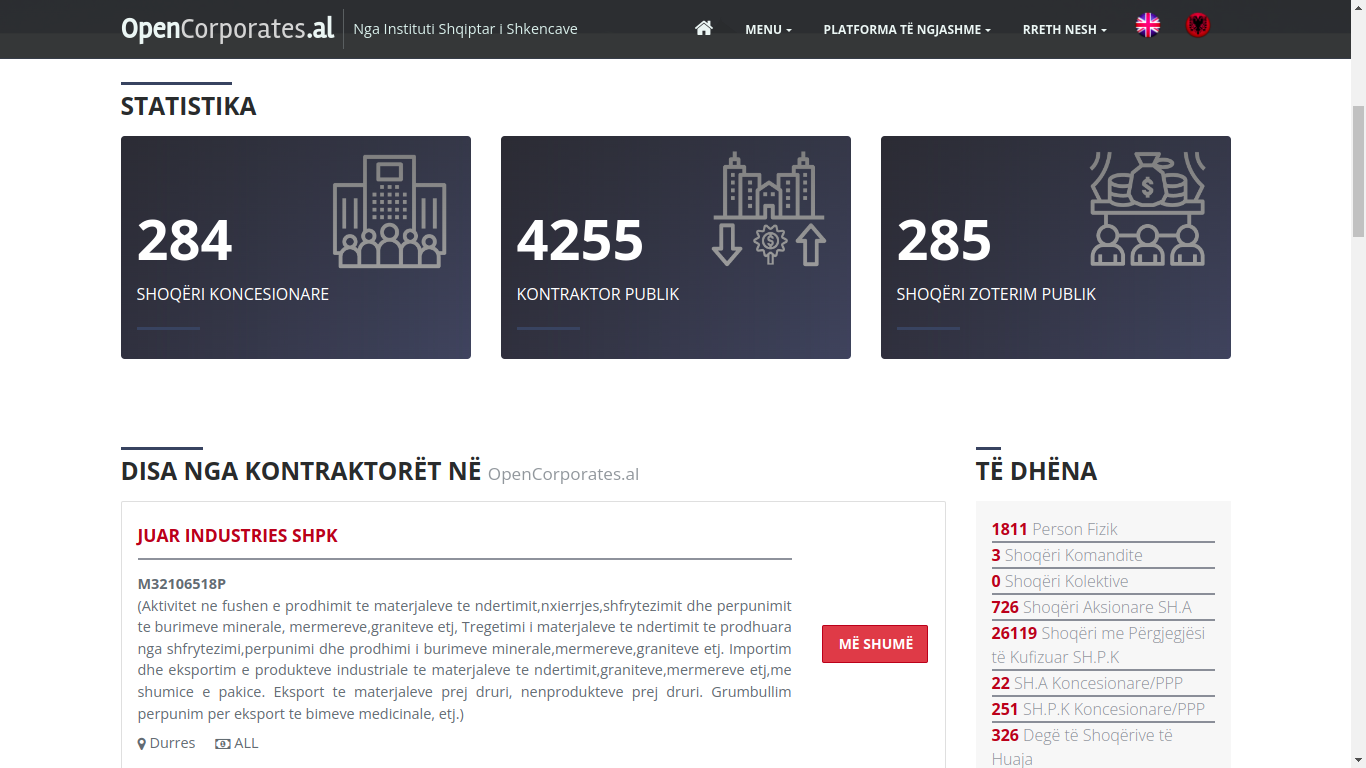 OpenCorporates.al
Nga Instituti Shqiptar i Shkencave
MENU
PLATFORMA TË NGJASHME
RRETH NESH
STATISTIKA
284
SHOQËRI KONCESIONARE
4255
KONTRAKTOR PUBLIK
285
SHOQËRI ZOTERIM PUBLIK
DISA NGA KONTRAKTORËT NË OpenCorporates.al
JUAR INDUSTRIES SHPK
M32106518P
(Aktivitet ne fushen e prodhimit te materjaleve te ndertimit,nxierrjes,shfrytezimit dhe perpunimit
te burimeve minerale, mermereve,graniteve etj, Tregetimi i materjaleve te ndertimit te prodhuara
nga shfrytezimi,perpunimi dhe prodhimi i burimeve minerale,mermereve,graniteve etj. Importim
dhe eksportim e produkteve industriale te materjaleve te ndertimit,graniteve,mermereve etj,me
shumice e pakice. Eksport te materjaleve prej druri, nenprodukteve prej druri. Grumbullim
perpunim per eksport te bimeve medicinale, etj.)
Durres ALL
MË SHUMË
TË DHËNA
1811 Person Fizik
3 Shoqëri Komandite
0 Shoqëri Kolektive
726 Shoqëri Aksionare SH.A
26119 Shoqëri me Përgjegjësi
të Kufizuar SH.P.K
22 SH.A Koncesionare/PPP
251 SH.P.K Koncesionare/PPP
326 Degë të Shoqërive të
Huaja